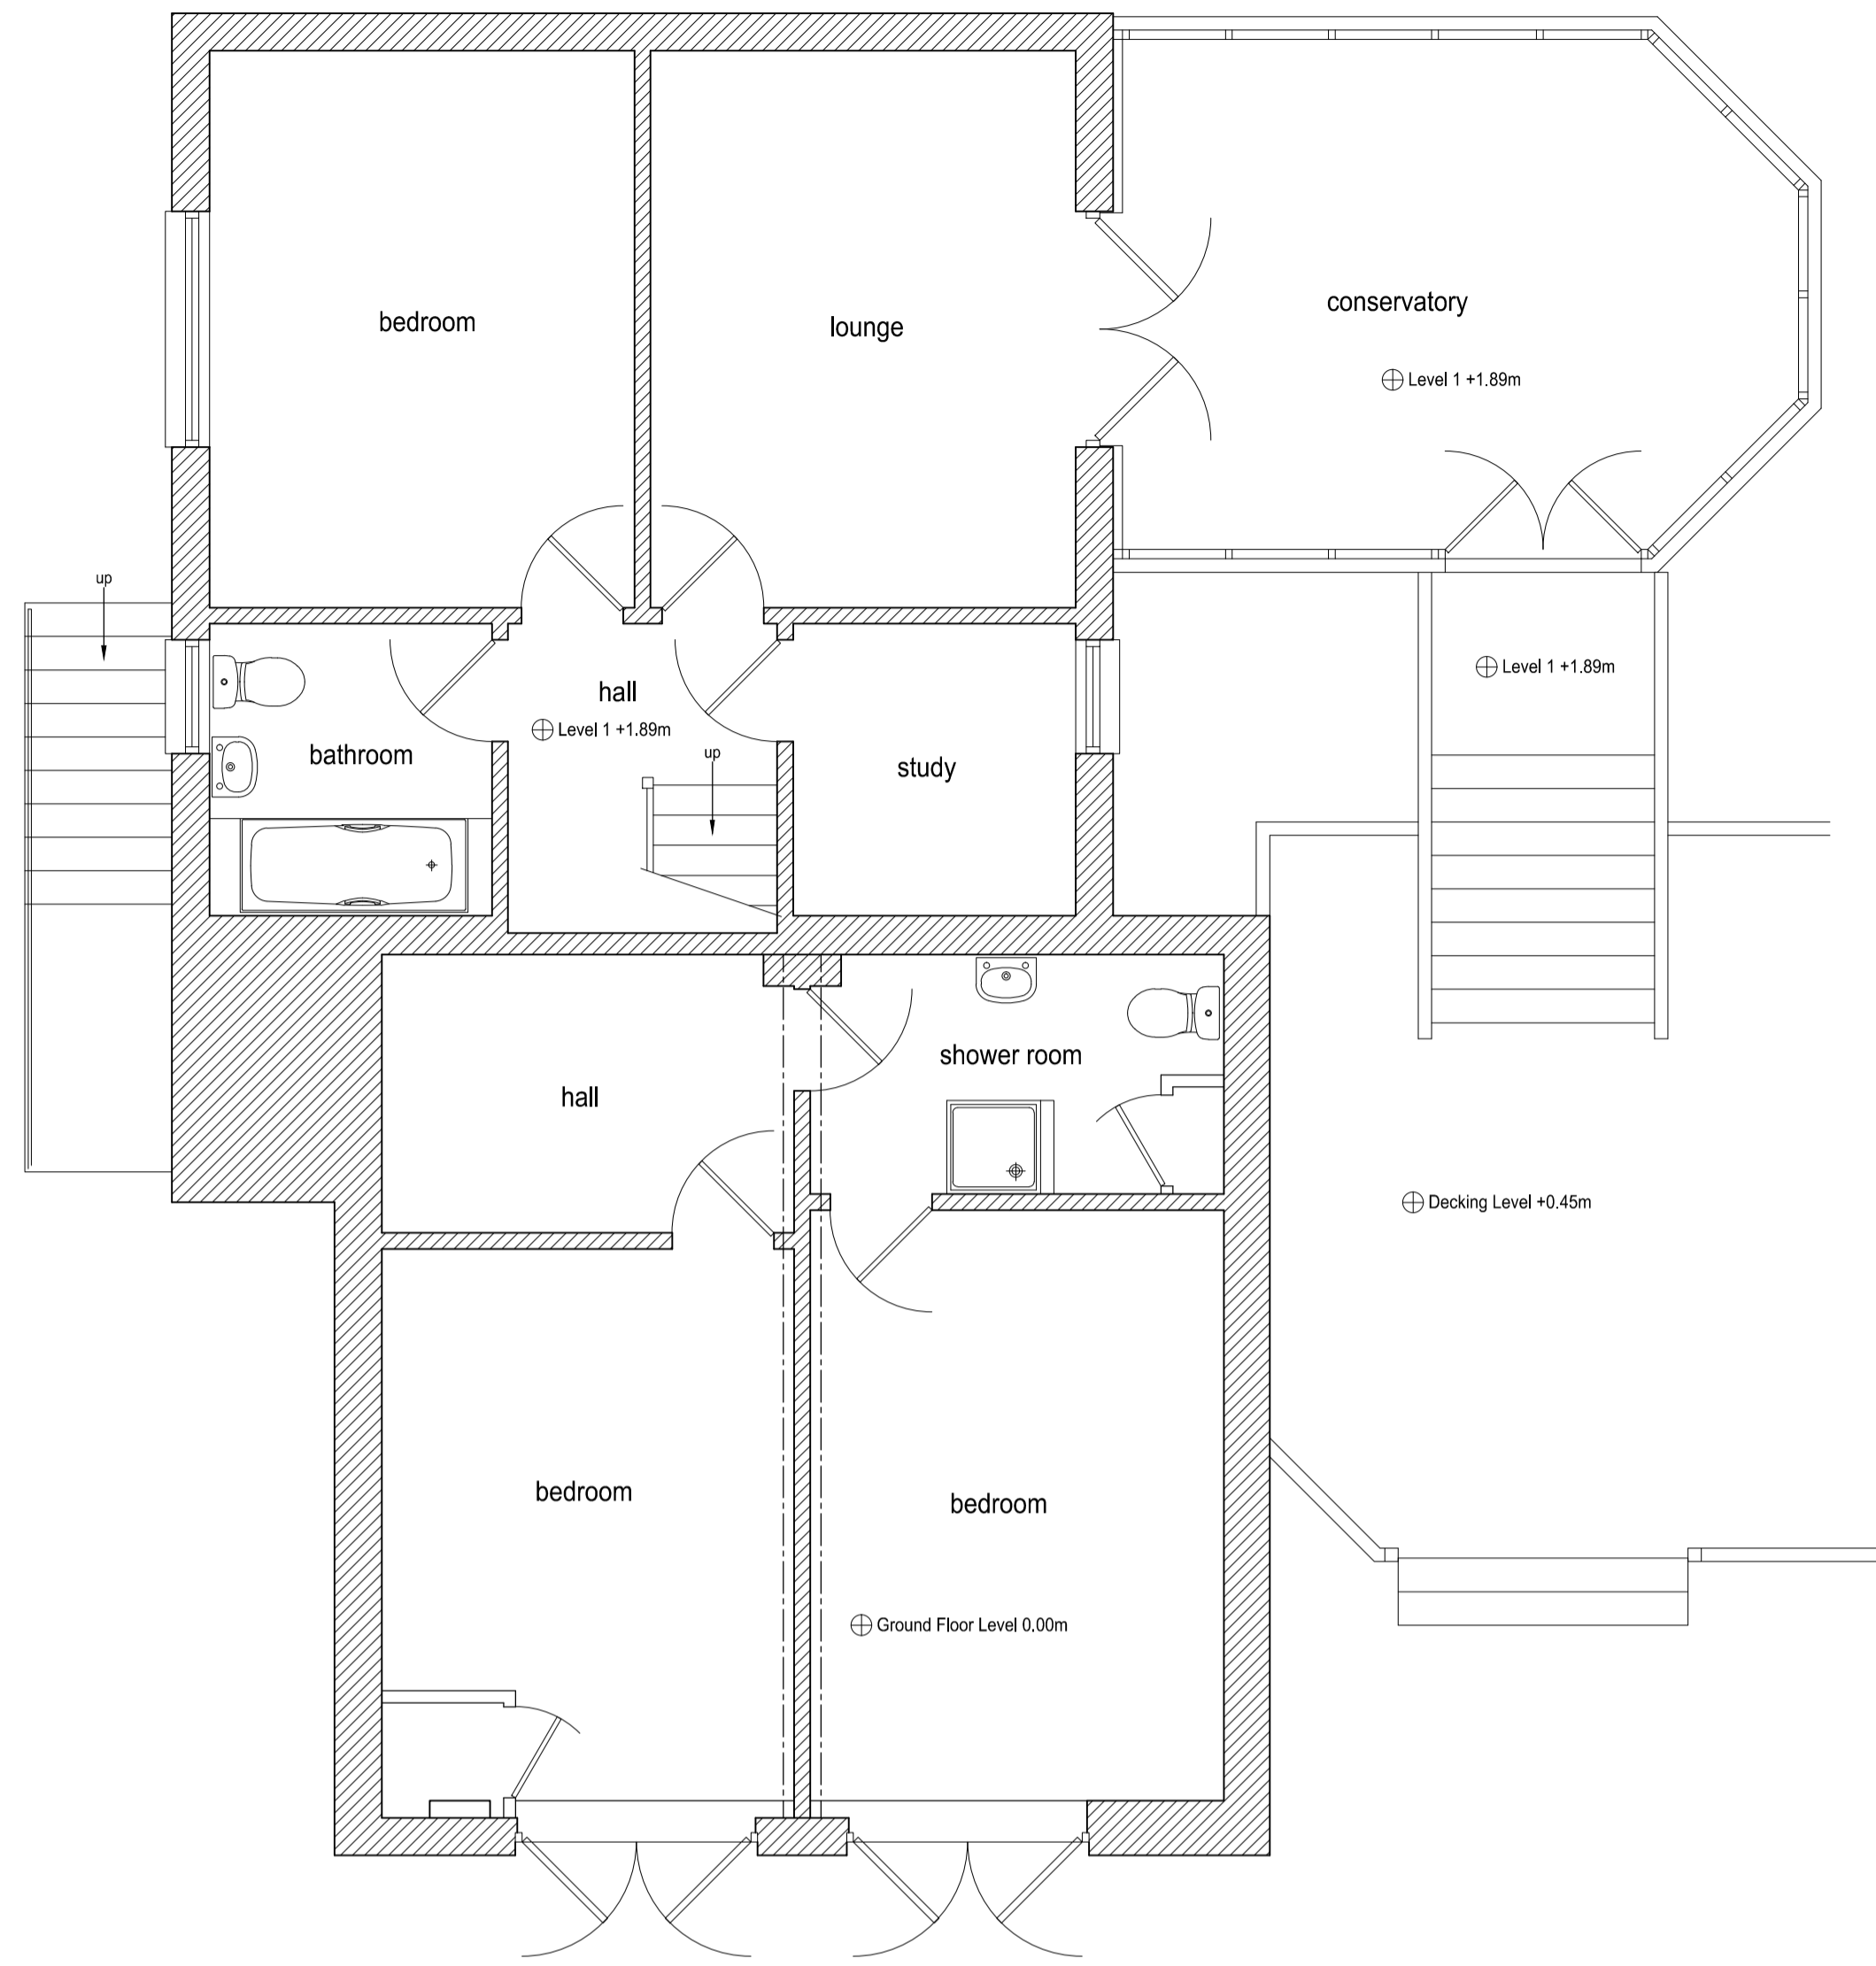 bedroom
lounge
conservatory
Level 1 +1.89m
up
hall
Level 1 +1.89m
bathroom
up
study
Level 1 +1.89m
hall
shower room
Decking Level +0.45m
bedroom
bedroom
Ground Floor Level 0.00m